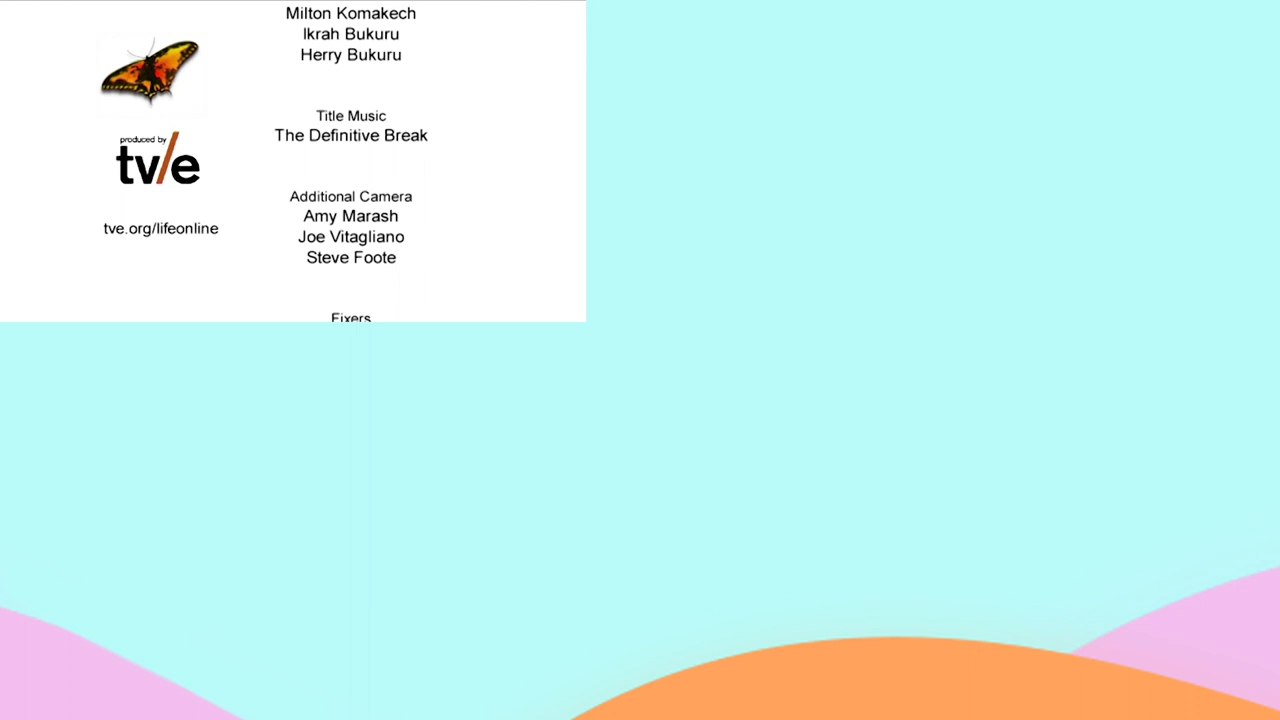 Milton Komakech
Ikrah Bukuru
Herry Bukuru
Title Music
The Definitive Break
produced by
tv/e
tve.org/lifeonline
Additional Camera
Amy Marash
Joe Vitagliano
Steve Foote
Fixers